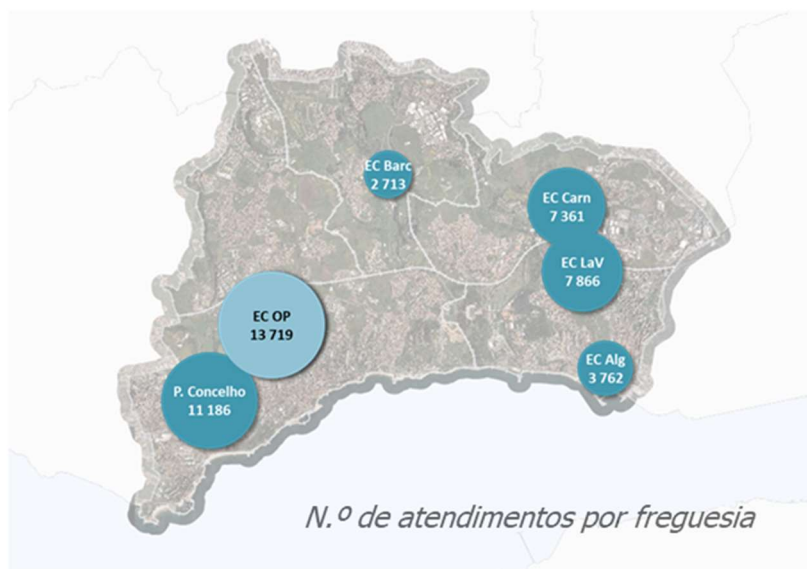 EC Barc
2 713
EC Carn
7 361
EC LaV
7 866
EC OP
13 719
EC Alg
3 762
P. Concelho
11 186
N.º de atendimentos por freguesia